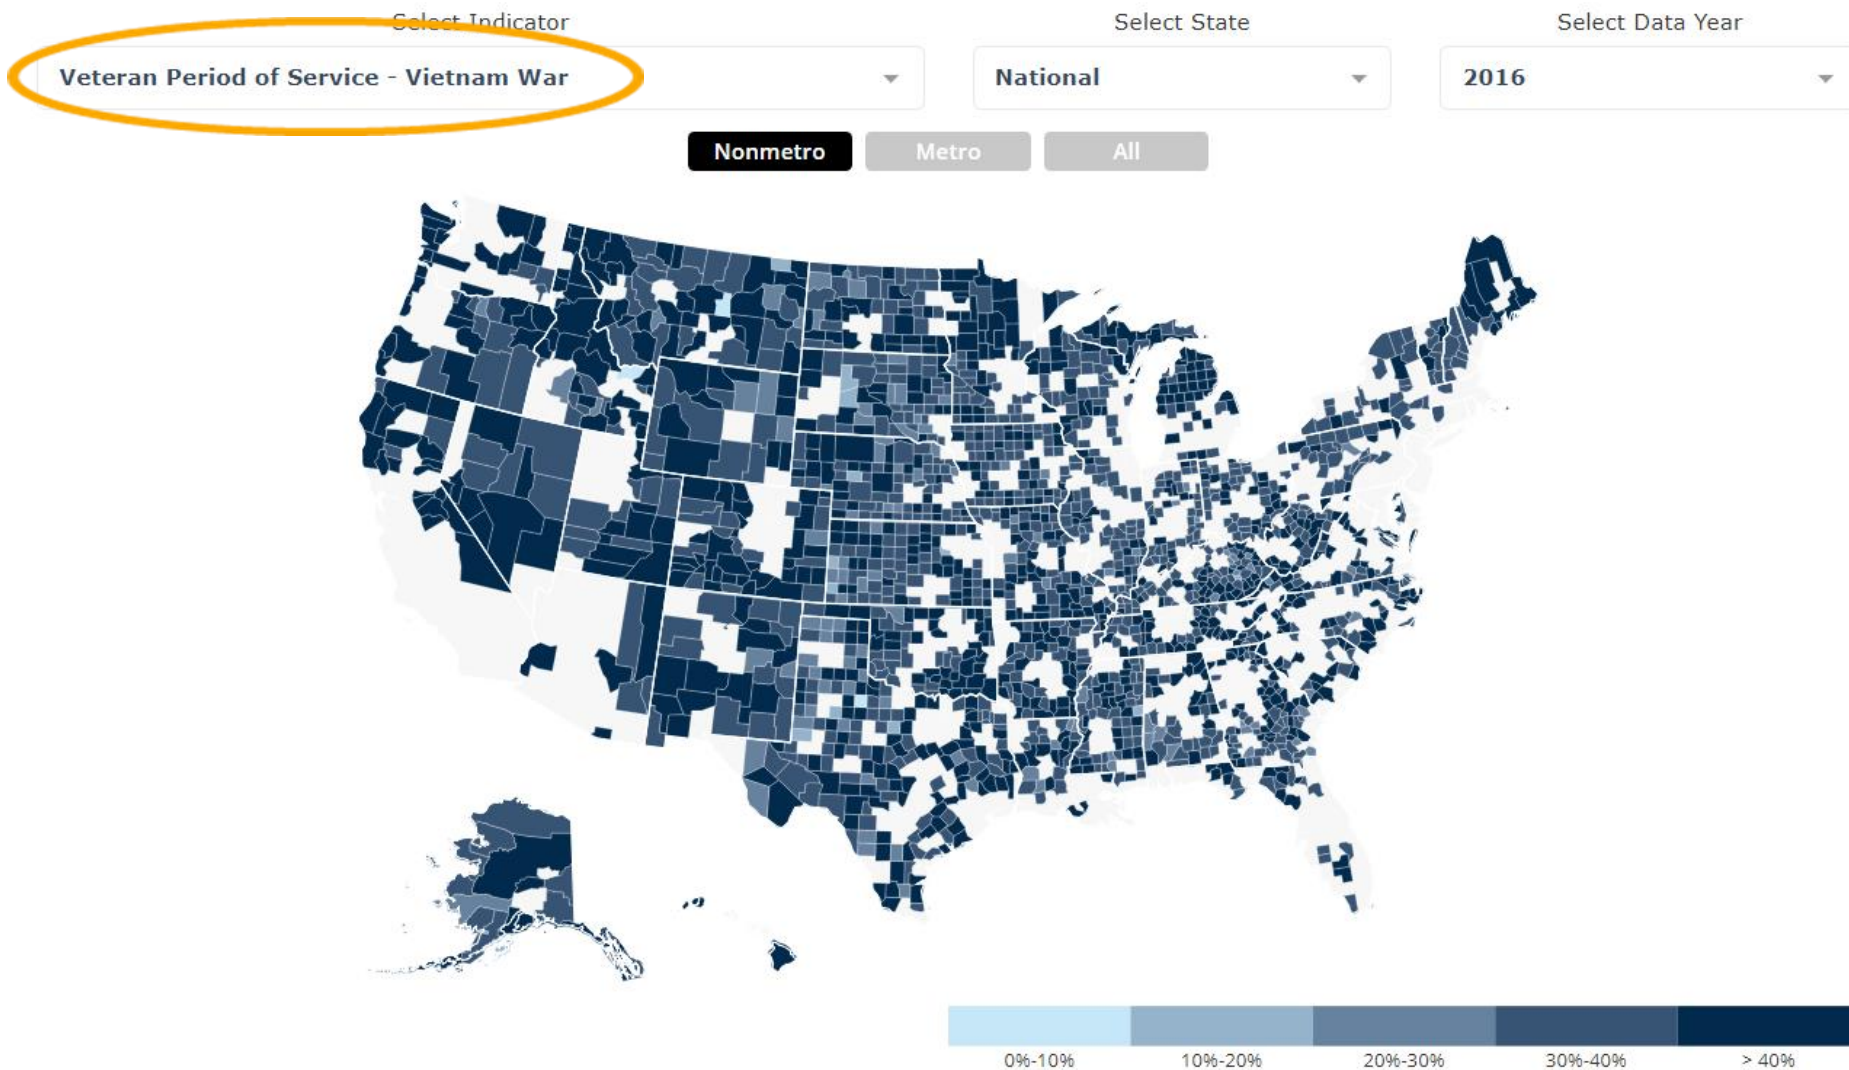 Select Indicator
Select State
Select Data Year
Veteran Period of Service - Vietnam War
National
2016
Nonmetro
Metro
All
0%-10%
10%-20%
20%-30%
30%-40%
> 40%